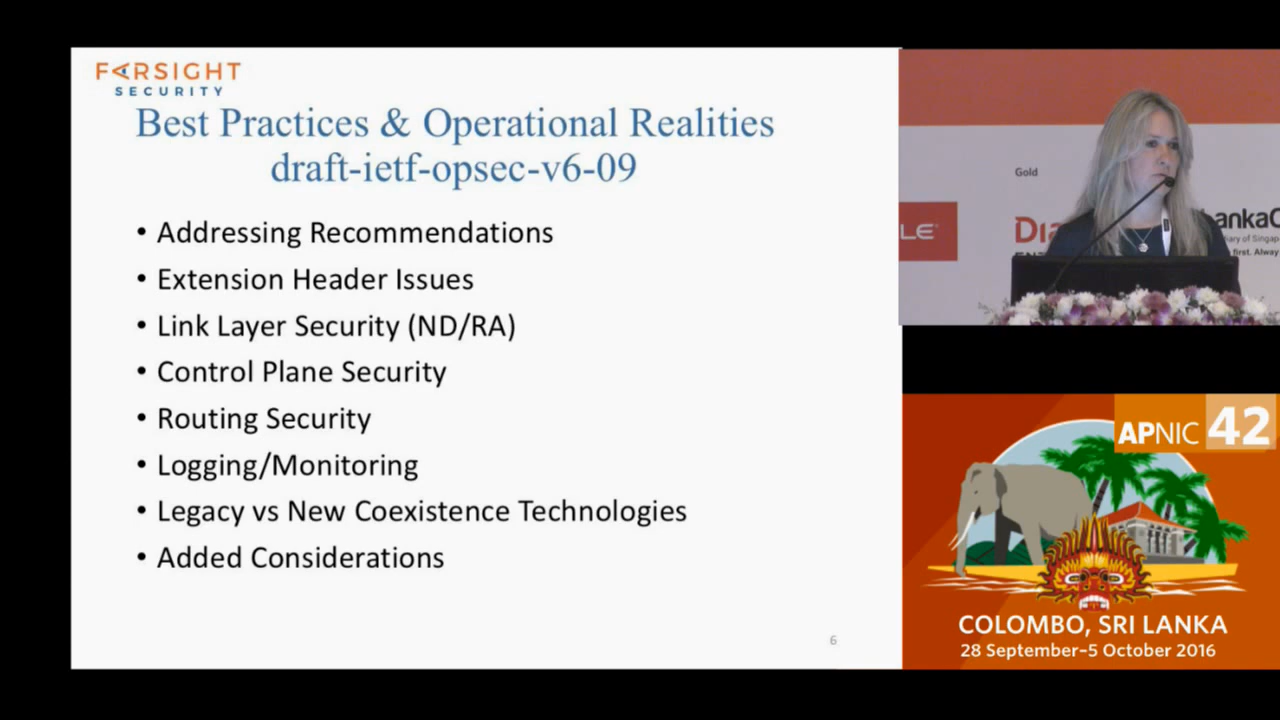 FARSIGHT
SECURITY
Best Practices & Operational Realities
draft-ietf-opsec-v6-09
• Addressing Recommendations
• Extension Header Issues
• Link Layer Security (ND/RA)
• Control Plane Security
• Routing Security
• Logging/Monitoring
• Legacy vs New Coexistence Technologies
• Added Considerations
6
Gold
APNIC 42
COLOMBO, SRI LANKA
28 September–5 October 2016